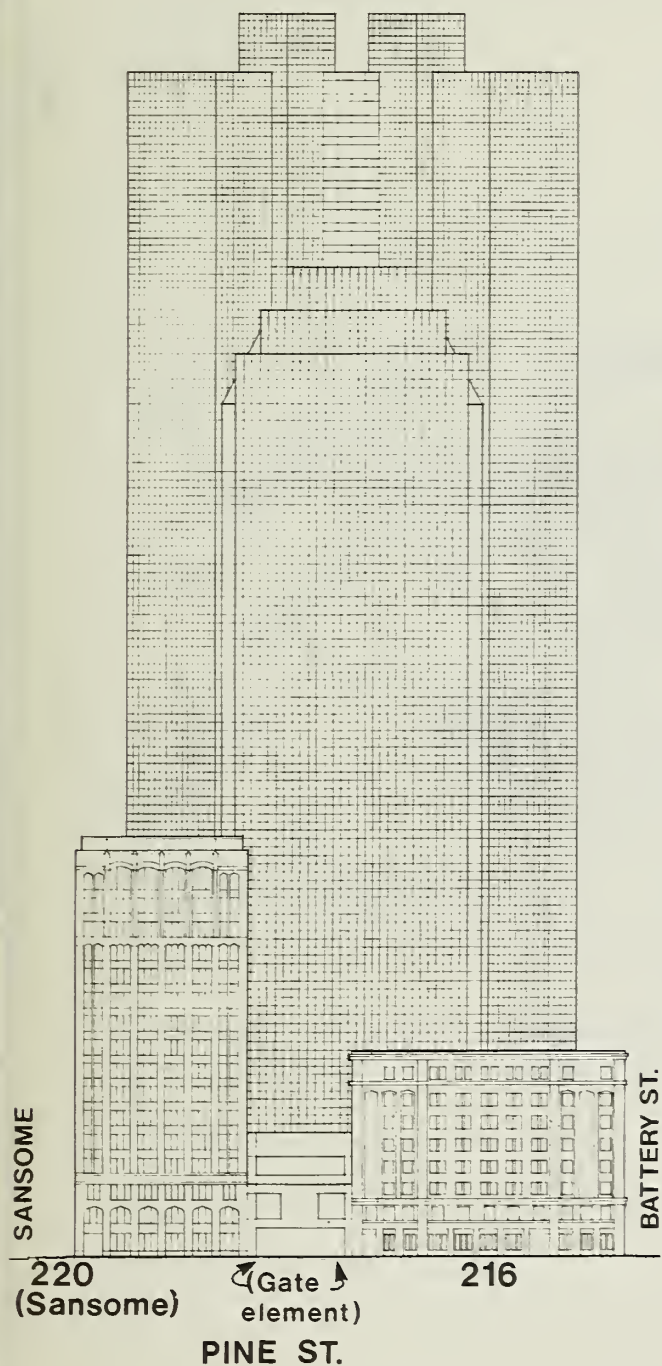 SANSOME
BATTERY ST.
220
(Sansome)
(Gate
element)
216
PINE ST.